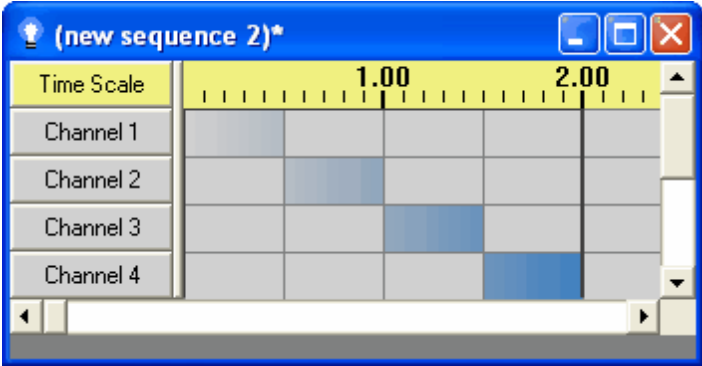 (new sequence 2)*
Time Scale 1.00 2.00
Channel 1
Channel 2
Channel 3
Channel 4